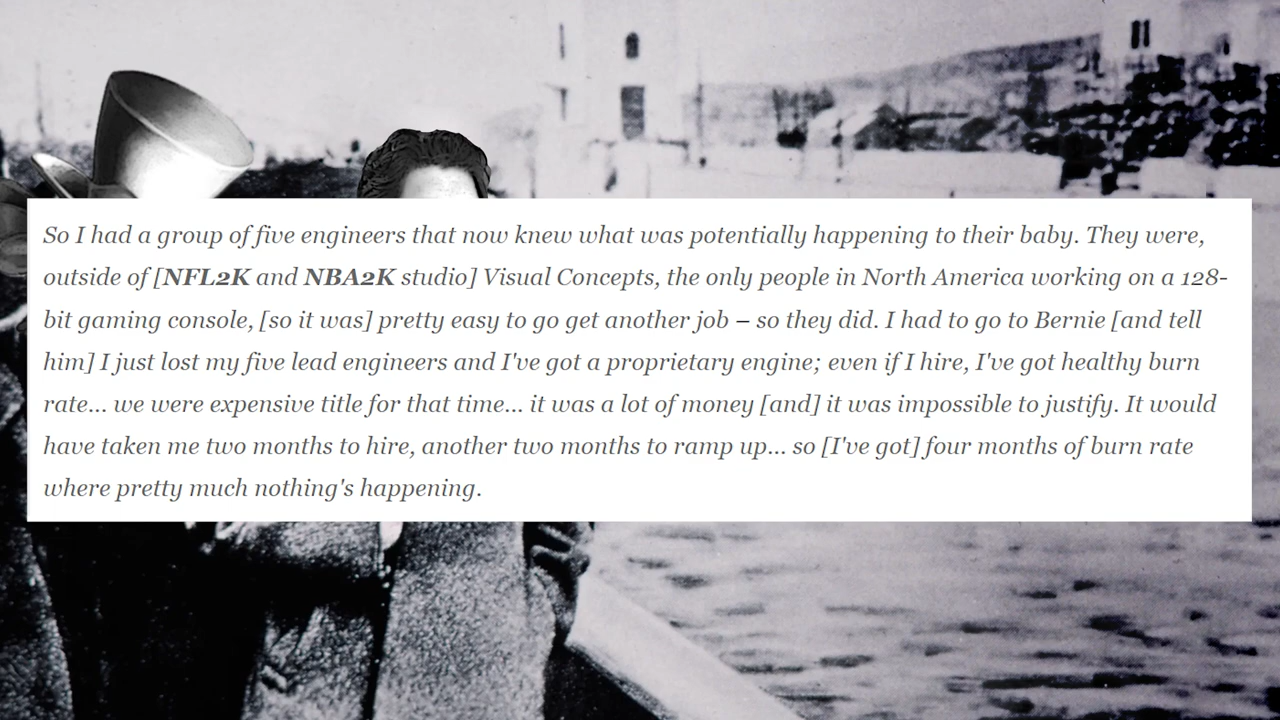 So I had a group of five engineers that now knew what was potentially happening to their baby. They were,
outside of [NFL2K and NBA2K studio] Visual Concepts, the only people in North America working on a 128-
bit gaming console, [so it was] pretty easy to go get another job – so they did. I had to go to Bernie [and tell
him] I just lost my five lead engineers and I've got a proprietary engine; even if I hire, I've got healthy burn
rate... we were expensive title for that time... it was a lot of money [and] it was impossible to justify. It would
have taken me two months to hire, another two months to ramp up... so [I've got] four months of burn rate
where pretty much nothing's happening.